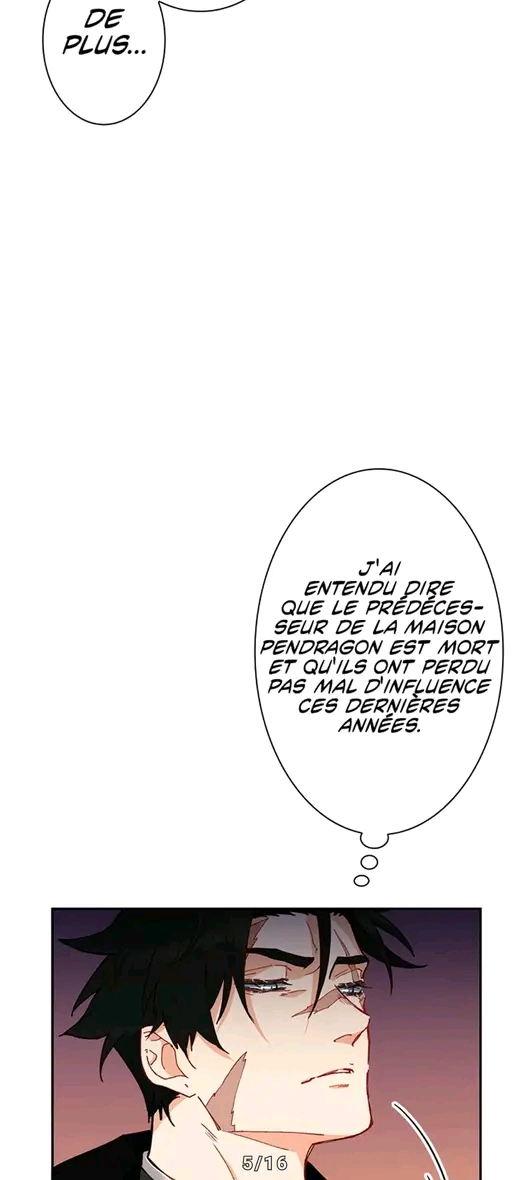 DE
PLUS...
J'AI
ENTENDU DIRE
QUE LE PRÉDÉCES-
SEUR DE LA MAISON
PENDRAGON EST MORT
ET QU'ILS ONT PERDU
PAS MAL D'INFLUENCE
CES DERNIÈRES
ANNÉES.
5/16